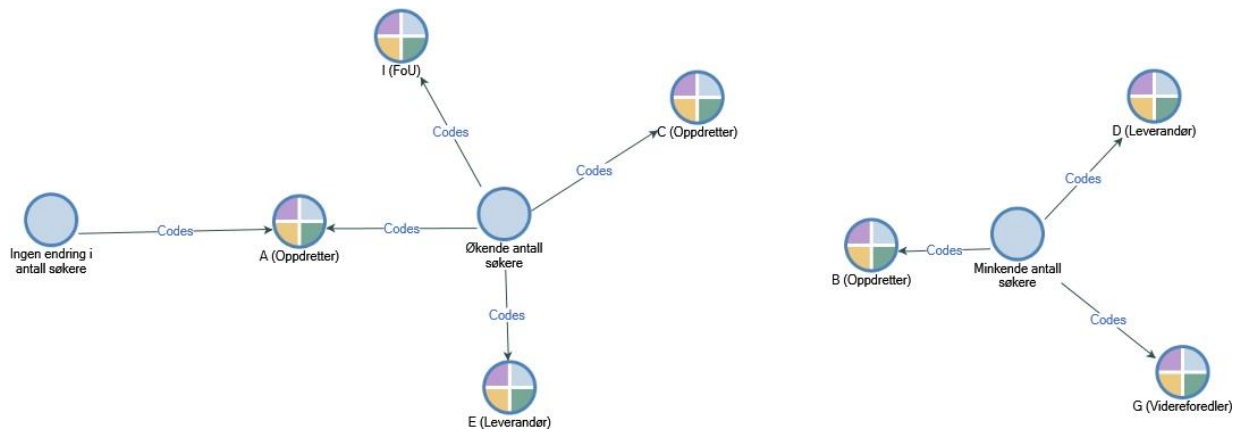 I (FoU)
Codes
C (Oppdretter)
Codes
Codes
Ingen endring i
antall søkere
A (Oppdretter)
Codes
Økende antall
søkere
Codes
E (Leverandør)
D (Leverandør)
Codes
B (Oppdretter)
Codes
Minkende antall
søkere
Codes
G (Videreforedler)